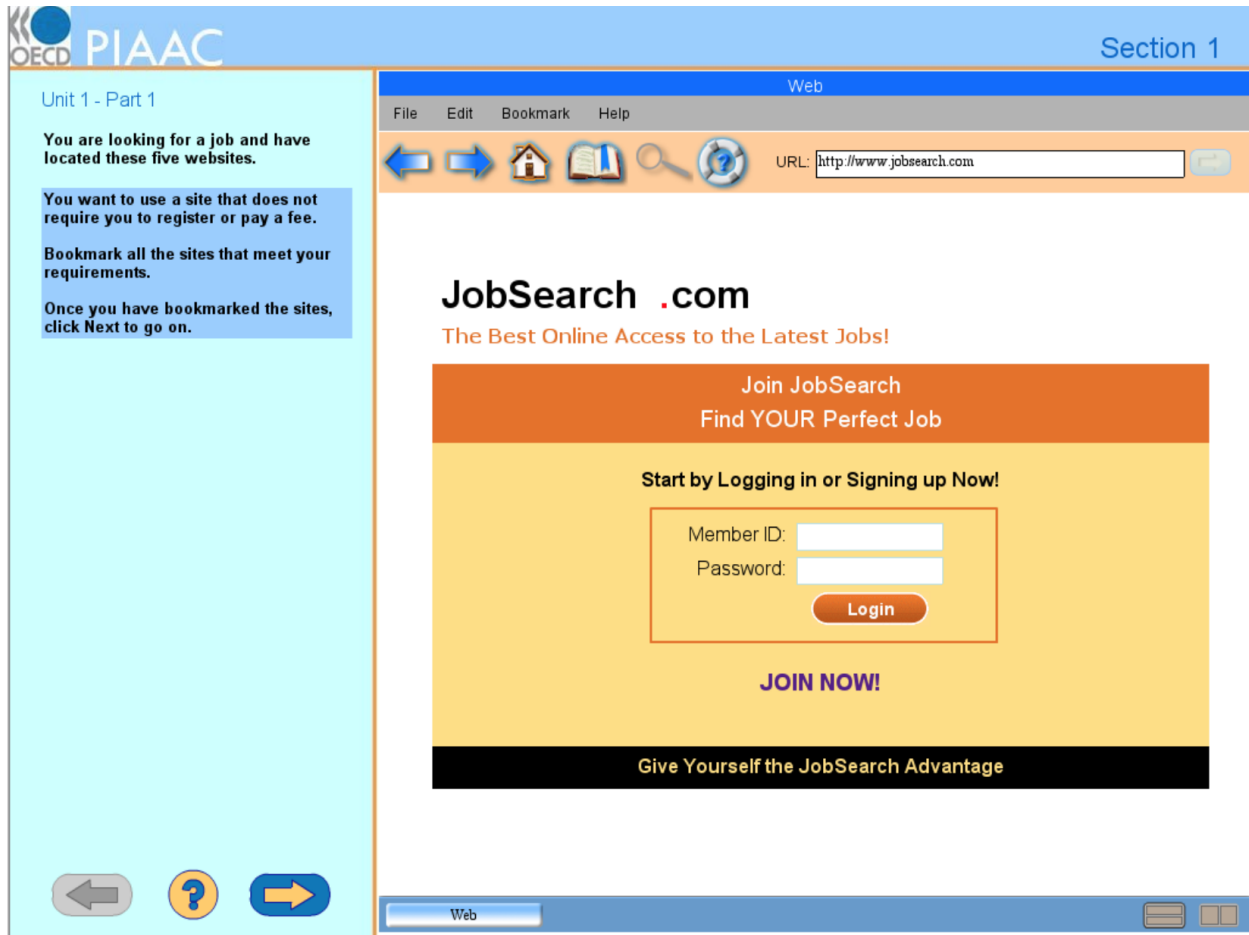 OECD PIAAC
Section 1
Unit 1 - Part 1
You are looking for a job and have
located these five websites.
You want to use a site that does not
require you to register or pay a fee.
Bookmark all the sites that meet your
requirements.
Once you have bookmarked the sites,
click Next to go on.
Web
File Edit Bookmark Help
URL: http://www.jobsearch.com
JobSearch .com
The Best Online Access to the Latest Jobs!
Join JobSearch
Find YOUR Perfect Job
Start by Logging in or Signing up Now!
Member ID:
Password:
Login
JOIN NOW!
Give Yourself the JobSearch Advantage
?
Web